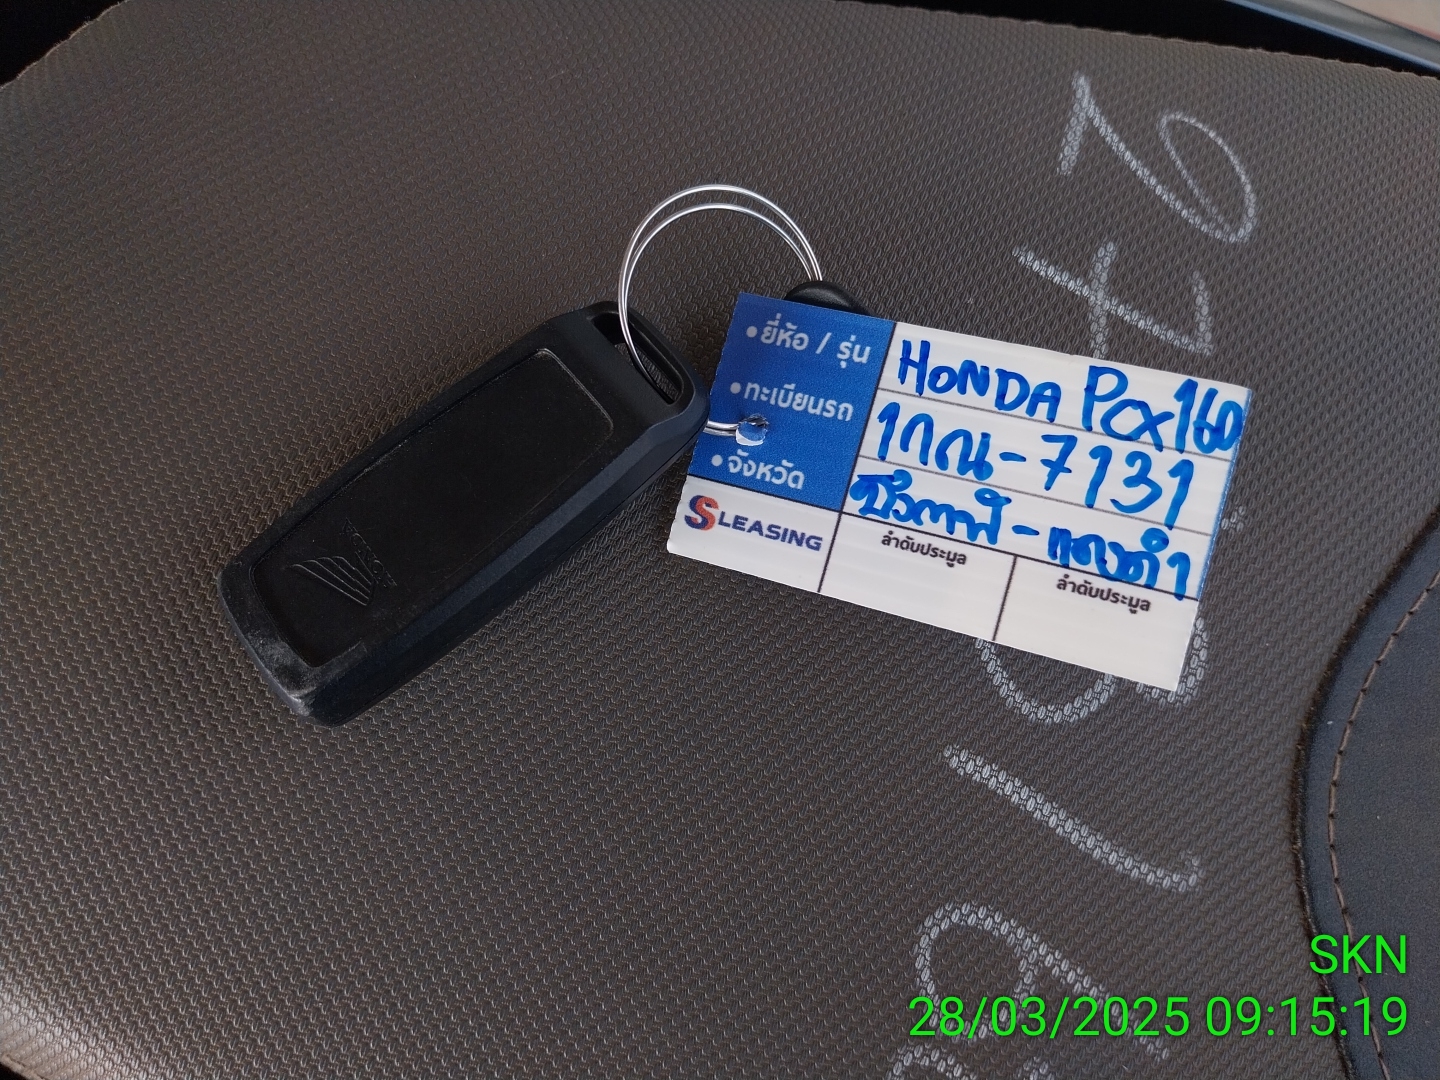 •ยี่ห้อ / รุ่น HONDA PCX160
•ทะเบียนรถ 1กณ-7131
•จังหวัด
SLEASING
ลำดับประมูล
ลำดับประมูล
HONDA
SKN
28/03/2025 09:15:19